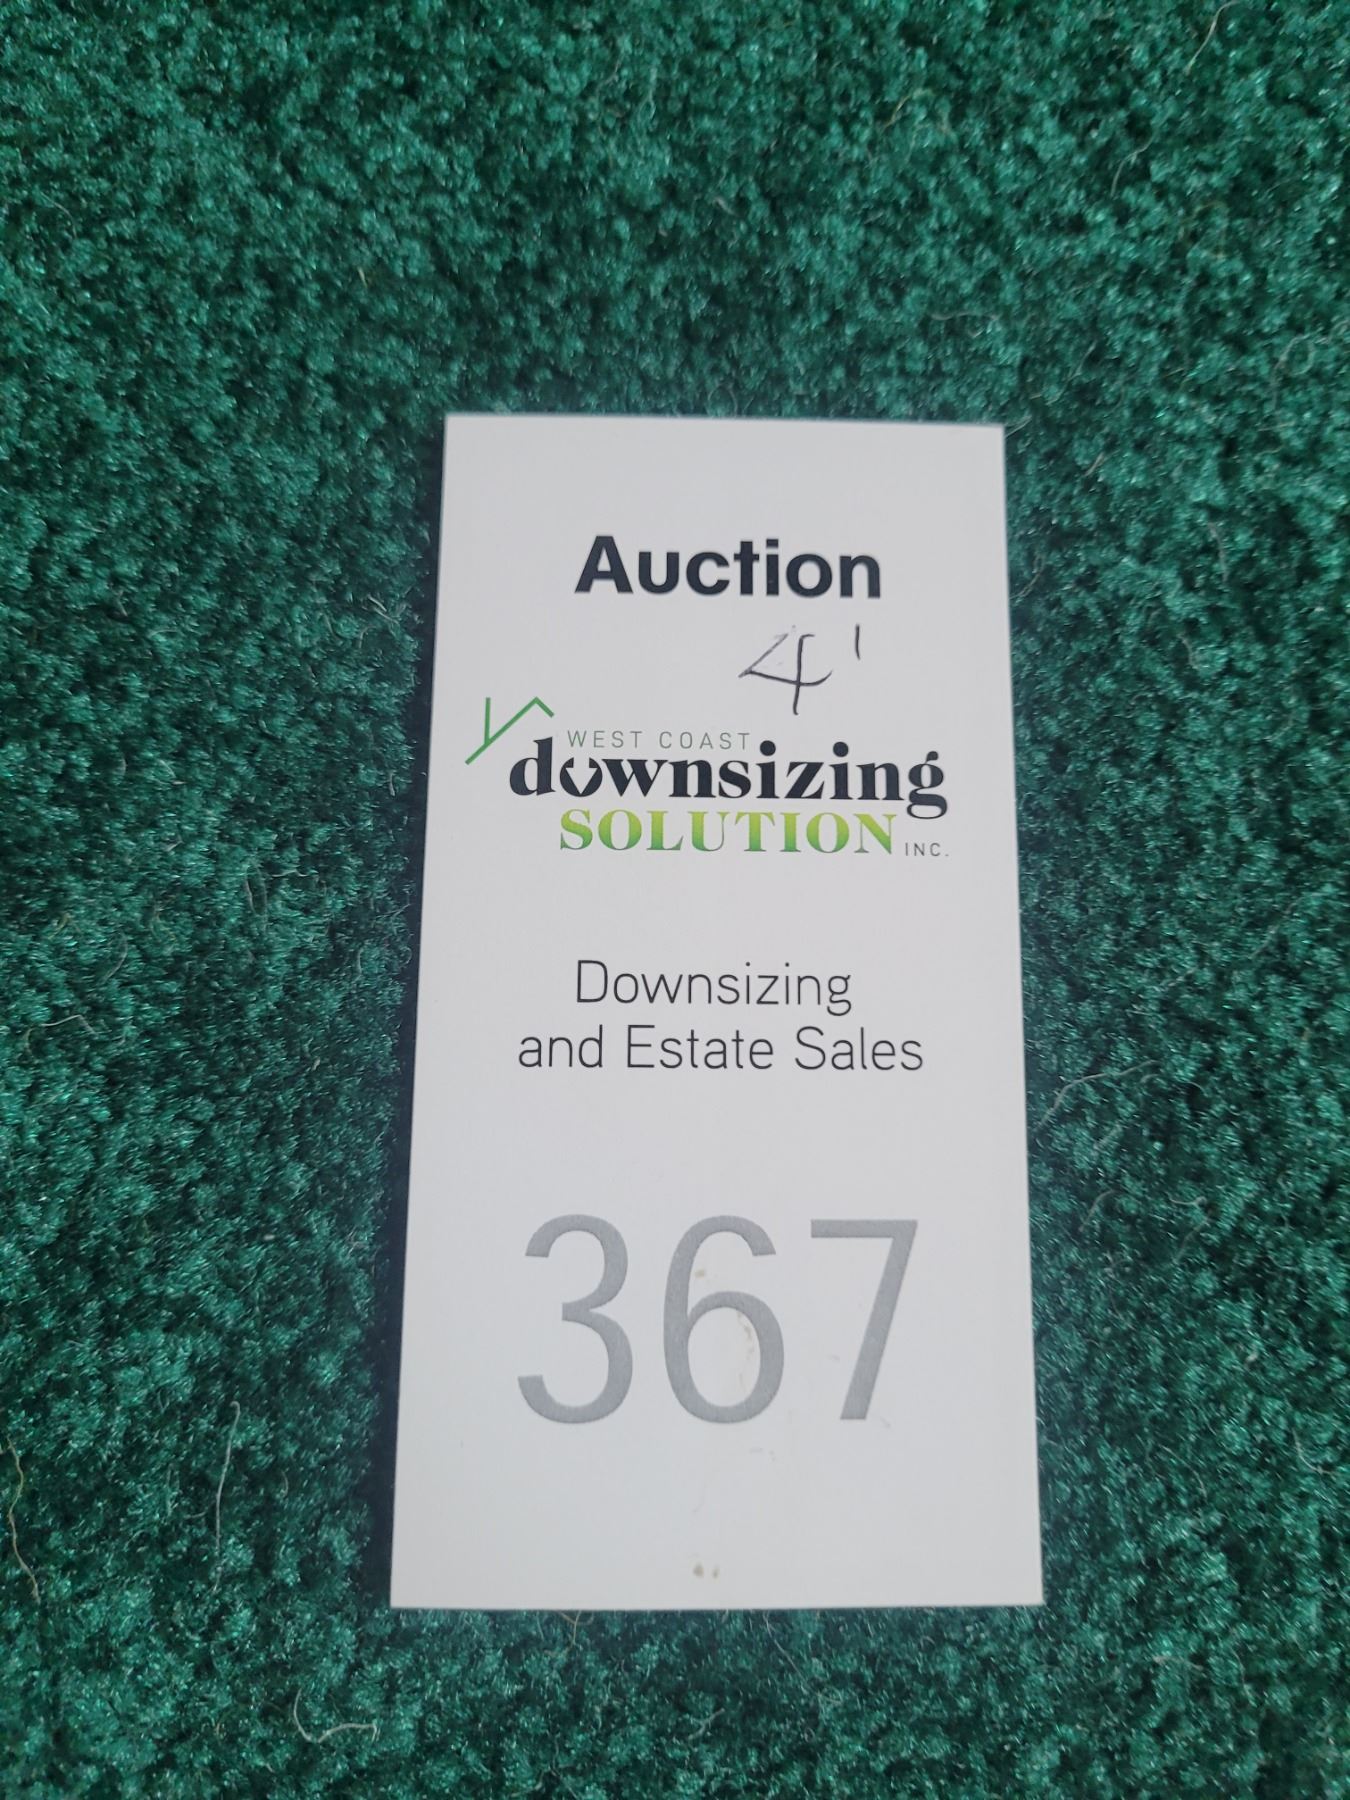 Auction
4'
WEST COAST
downsizing
SOLUTION INC.
Downsizing
and Estate Sales
367